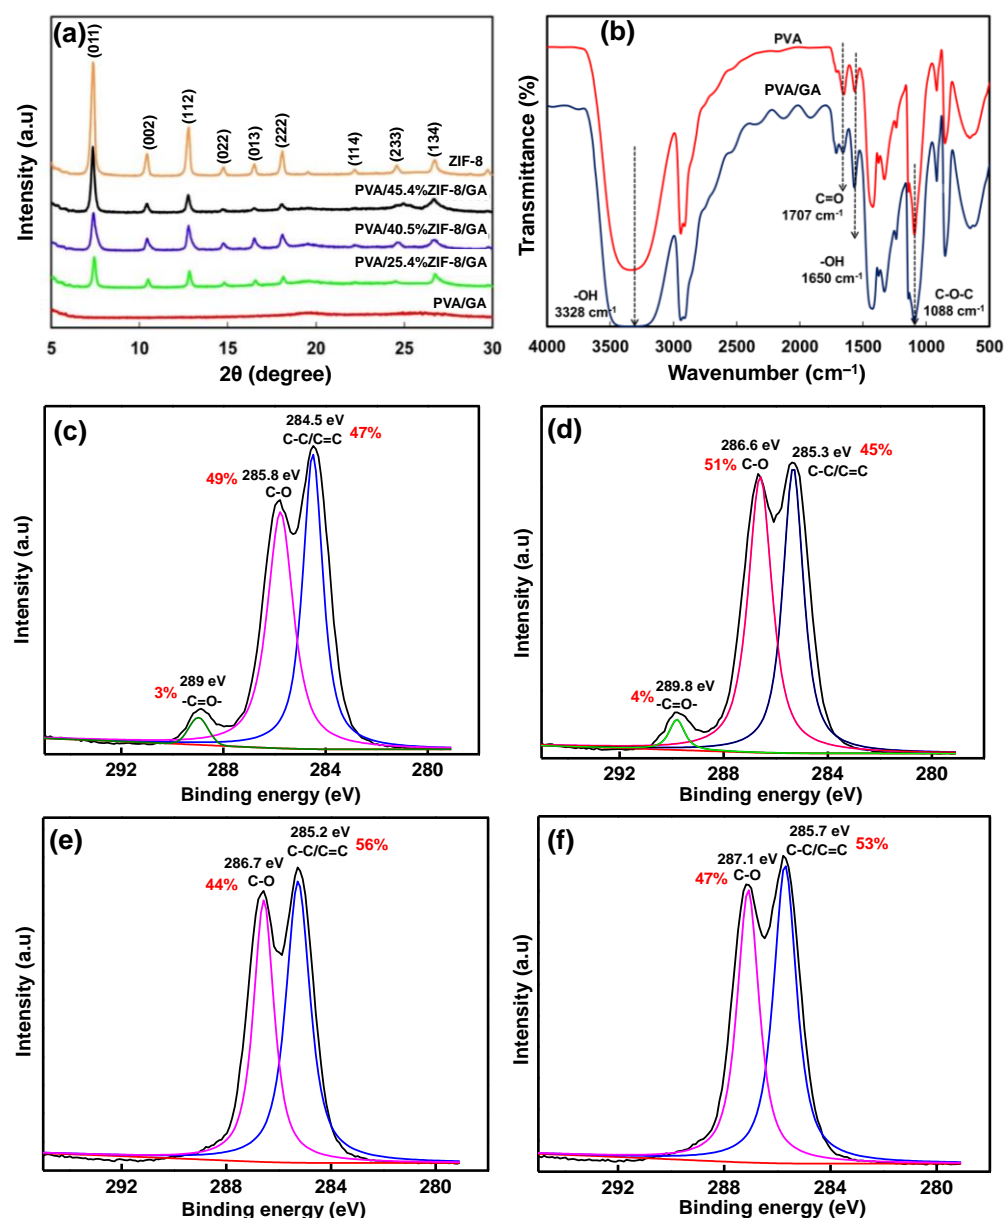 (a)
(011)
(002)
(112)
(022)
(013)
(222)
(114)
(233)
(134)
ZIF-8
PVA/45.4%ZIF-8/GA
PVA/40.5%ZIF-8/GA
PVA/25.4%ZIF-8/GA
PVA/GA
Intensity (a.u)
5 10 15 20 25 30
2θ (degree)
(b)
PVA
PVA/GA
C=O
1707 cm⁻¹
-OH
1650 cm⁻¹
-OH
3328 cm⁻¹
C-O-C
1088 cm⁻¹
Transmittance (%)
4000 3500 3000 2500 2000 1500 1000 500
Wavenumber (cm⁻¹)
(c)
284.5 eV
C-C/C=C
47%
49%
285.8 eV
C-O
289 eV
3%
-C=O-
Intensity (a.u)
292 288 284 280
Binding energy (eV)
(d)
286.6 eV
51% C-O
285.3 eV
45%
C-C/C=C
289.8 eV
4%
-C=O-
Intensity (a.u)
292 288 284 280
Binding energy (eV)
(e)
285.2 eV
C-C/C=C
56%
286.7 eV
44% C-O
Intensity (a.u)
292 288 284 280
Binding energy (eV)
(f)
285.7 eV
C-C/C=C
53%
287.1 eV
47% C-O
Intensity (a.u)
292 288 284 280
Binding energy (eV)